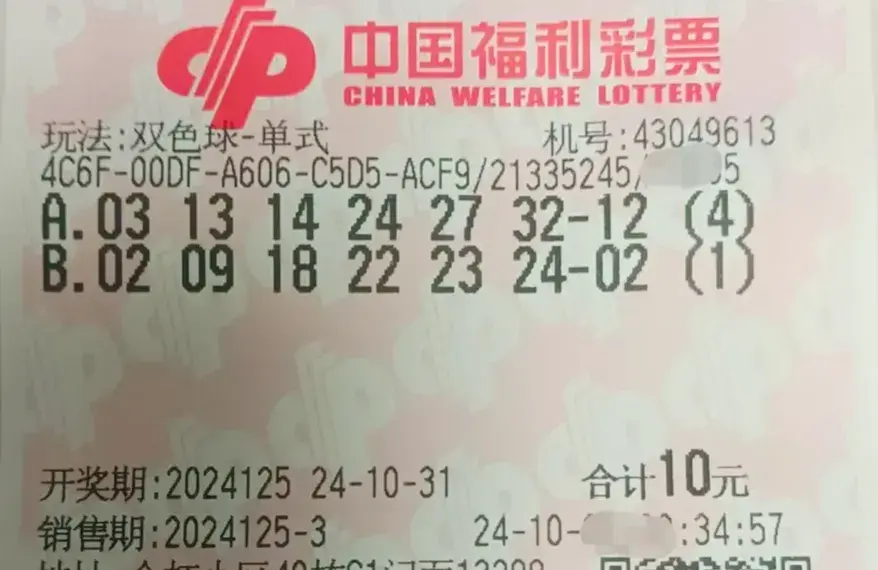 中国福利彩票
CHINA WELFARE LOTTERY
玩法:双色球-单式 机号:43049613
4C6F-00DF-A606-C5D5-ACF9/21335245/ 5
A.03 13 14 24 27 32-12 (4)
B.02 09 18 22 23 24-02 (1)
开奖期:2024125 24-10-31 合计10元
销售期:2024125-3 24-10- :34:57